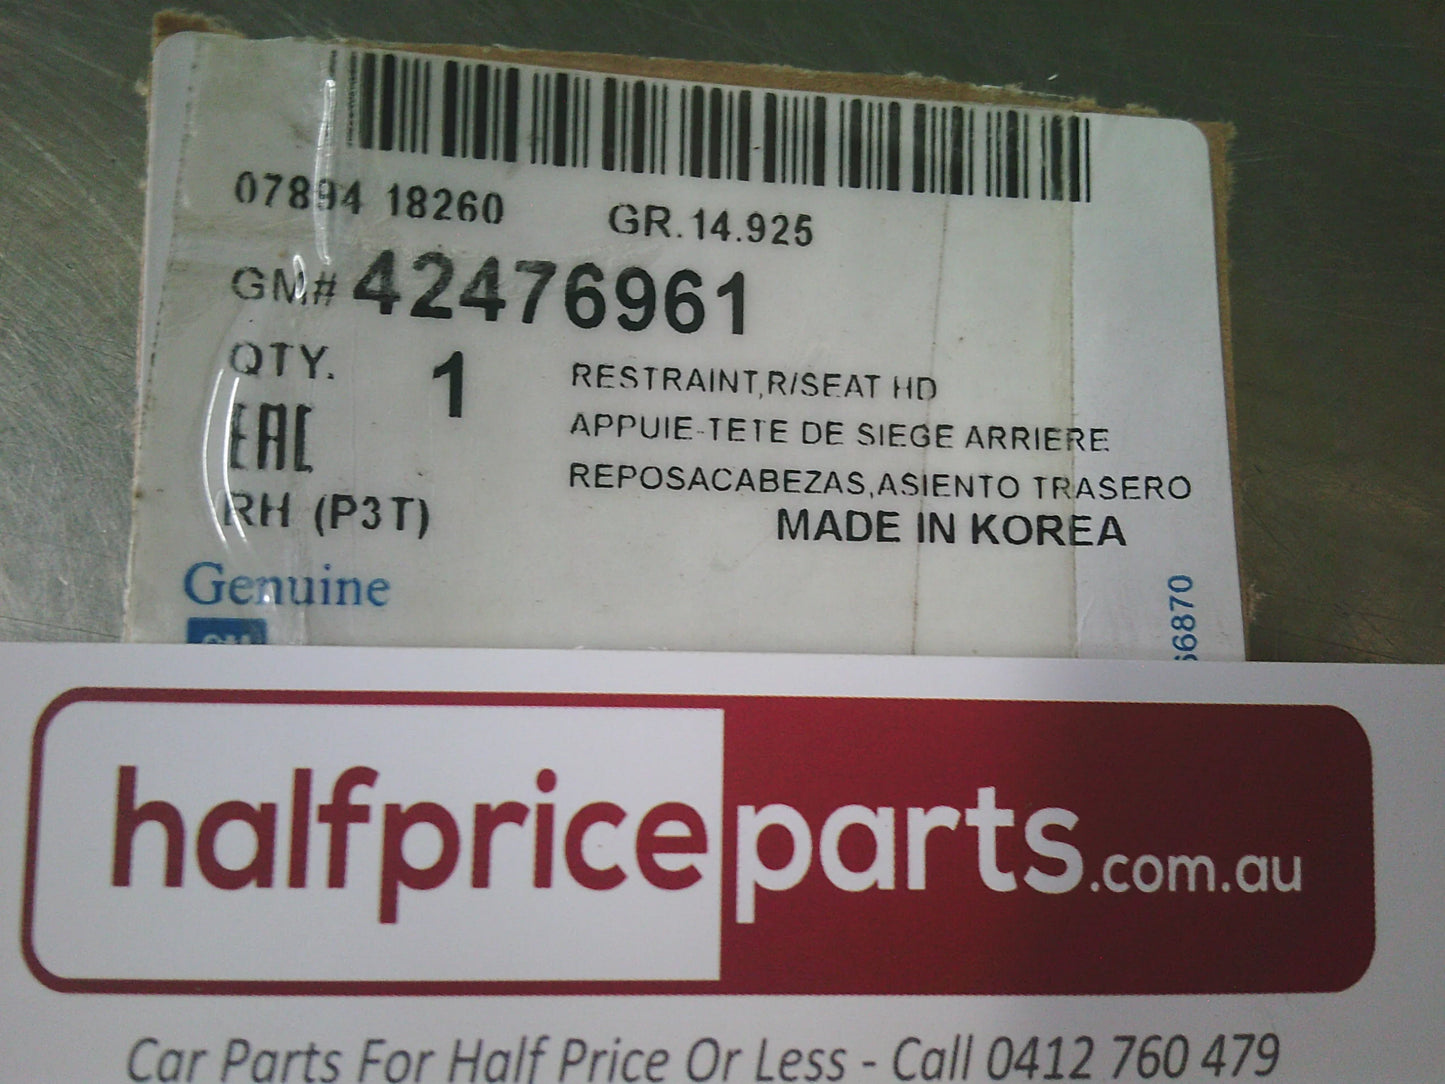 07894 18260 GR.14.925
GM# 42476961
QTY. 1
RESTRAINT,R/SEAT HD
APPUIE-TETE DE SIEGE ARRIERE
EAC
REPOSACABEZAS,ASIENTO TRASERO
RH (P3T)
MADE IN KOREA
Genuine
GM
halfpriceparts.com.au
Car Parts For Half Price Or Less - Call 0412 760 479